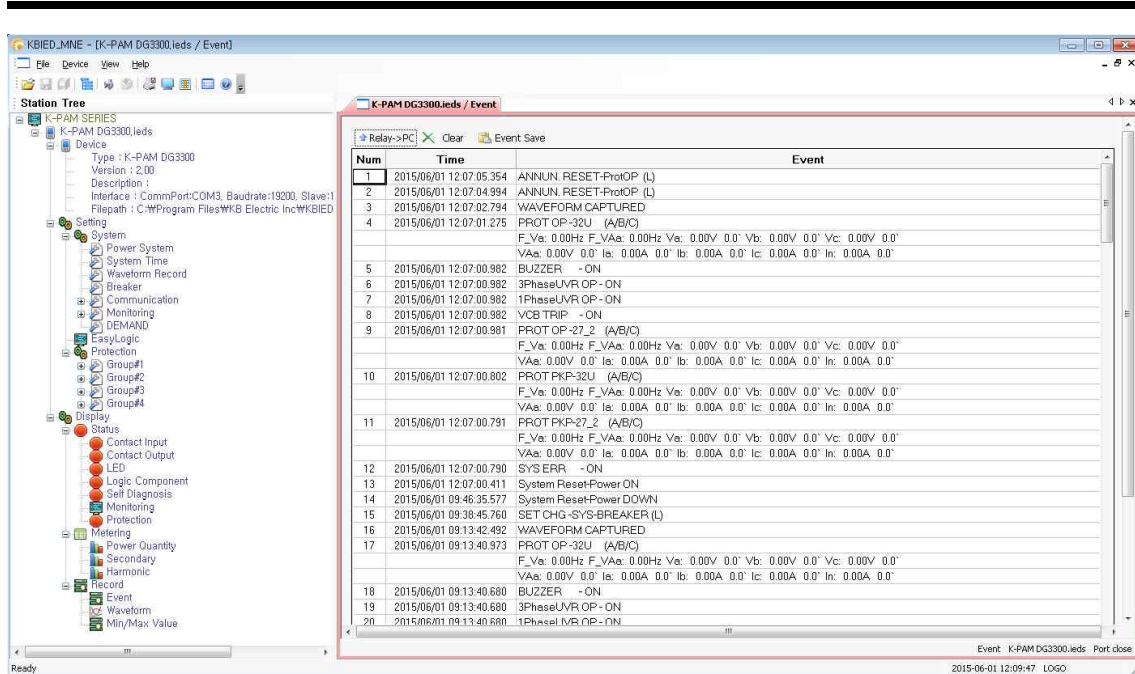 KBIED_MNE - [K-PAM DG3300.ieds / Event]
File Device View Help
Station Tree
K-PAM SERIES
K-PAM DG3300.ieds
Device
Type : K-PAM DG3300
Version : 2.00
Description :
Interface : CommPort:COM3, Baudrate:19200, Slave:1
Filepath : C:₩Program Files₩KB Electric Inc₩KBIED
Setting
System
Power System
System Time
Waveform Record
Breaker
Communication
Monitoring
DEMAND
EasyLogic
Protection
Group#1
Group#2
Group#3
Group#4
Display
Status
Contact Input
Contact Output
LED
Logic Component
Self Diagnosis
Monitoring
Protection
Metering
Power Quantity
Secondary
Harmonic
Record
Event
Waveform
Min/Max Value
K-PAM DG3300.ieds / Event
Relay->PC Clear Event Save
Num Time Event
1 2015/06/01 12:07:05.354 ANNUN. RESET-ProtOP (L)
2 2015/06/01 12:07:04.994 ANNUN. RESET-ProtOP (L)
3 2015/06/01 12:07:02.794 WAVEFORM CAPTURED
4 2015/06/01 12:07:01.275 PROT OP-32U (A/B/C)
F_Va: 0.00Hz F_VAa: 0.00Hz Va: 0.00V 0.0` Vb: 0.00V 0.0` Vc: 0.00V 0.0`
VAa: 0.00V 0.0` Ia: 0.00A 0.0` Ib: 0.00A 0.0` Ic: 0.00A 0.0` In: 0.00A 0.0`
5 2015/06/01 12:07:00.982 BUZZER - ON
6 2015/06/01 12:07:00.982 3PhaseUVR OP - ON
7 2015/06/01 12:07:00.982 1PhaseUVR OP - ON
8 2015/06/01 12:07:00.982 VCB TRIP - ON
9 2015/06/01 12:07:00.981 PROT OP-27_2 (A/B/C)
F_Va: 0.00Hz F_VAa: 0.00Hz Va: 0.00V 0.0` Vb: 0.00V 0.0` Vc: 0.00V 0.0`
VAa: 0.00V 0.0` Ia: 0.00A 0.0` Ib: 0.00A 0.0` Ic: 0.00A 0.0` In: 0.00A 0.0`
10 2015/06/01 12:07:00.802 PROT PKP-32U (A/B/C)
F_Va: 0.00Hz F_VAa: 0.00Hz Va: 0.00V 0.0` Vb: 0.00V 0.0` Vc: 0.00V 0.0`
VAa: 0.00V 0.0` Ia: 0.00A 0.0` Ib: 0.00A 0.0` Ic: 0.00A 0.0` In: 0.00A 0.0`
11 2015/06/01 12:07:00.791 PROT PKP-27_2 (A/B/C)
F_Va: 0.00Hz F_VAa: 0.00Hz Va: 0.00V 0.0` Vb: 0.00V 0.0` Vc: 0.00V 0.0`
VAa: 0.00V 0.0` Ia: 0.00A 0.0` Ib: 0.00A 0.0` Ic: 0.00A 0.0` In: 0.00A 0.0`
12 2015/06/01 12:07:00.790 SYS ERR - ON
13 2015/06/01 12:07:00.411 System Reset-Power ON
14 2015/06/01 09:46:35.577 System Reset-Power DOWN
15 2015/06/01 09:38:45.760 SET CHG -SYS-BREAKER (L)
16 2015/06/01 09:13:42.492 WAVEFORM CAPTURED
17 2015/06/01 09:13:40.973 PROT OP-32U (A/B/C)
F_Va: 0.00Hz F_VAa: 0.00Hz Va: 0.00V 0.0` Vb: 0.00V 0.0` Vc: 0.00V 0.0`
VAa: 0.00V 0.0` Ia: 0.00A 0.0` Ib: 0.00A 0.0` Ic: 0.00A 0.0` In: 0.00A 0.0`
18 2015/06/01 09:13:40.680 BUZZER - ON
19 2015/06/01 09:13:40.680 3PhaseUVR OP - ON
20 2015/06/01 09:13:40.680 1PhaseUVR OP - ON
Event K-PAM DG3300.ieds Port close
Ready 2015-06-01 12:09:47 LOGO